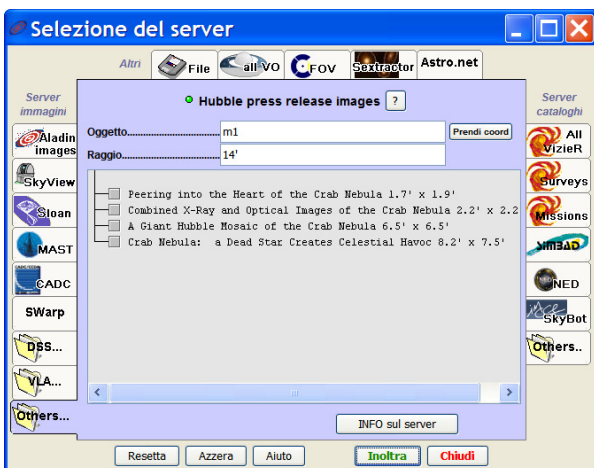 Selezione del server
Altri
File
all VO
FOV
Sextractor
Astro.net
Server
immagini
Server
cataloghi
Hubble press release images ?
Oggetto.................................... m1
Prendi coord
Raggio...................................... 14'
Aladin
images
SkyView
Sloan
MAST
CADC
SWarp
DSS...
VLA...
Others...
Peering into the Heart of the Crab Nebula 1.7' x 1.9'
Combined X-Ray and Optical Images of the Crab Nebula 2.2' x 2.2
A Giant Hubble Mosaic of the Crab Nebula 6.5' x 6.5'
Crab Nebula: a Dead Star Creates Celestial Havoc 8.2' x 7.5'
All
VizieR
Surveys
Missions
SIMBAD
NED
SkyBot
Others..
INFO sul server
Resetta
Azzera
Aiuto
Inoltra
Chiudi